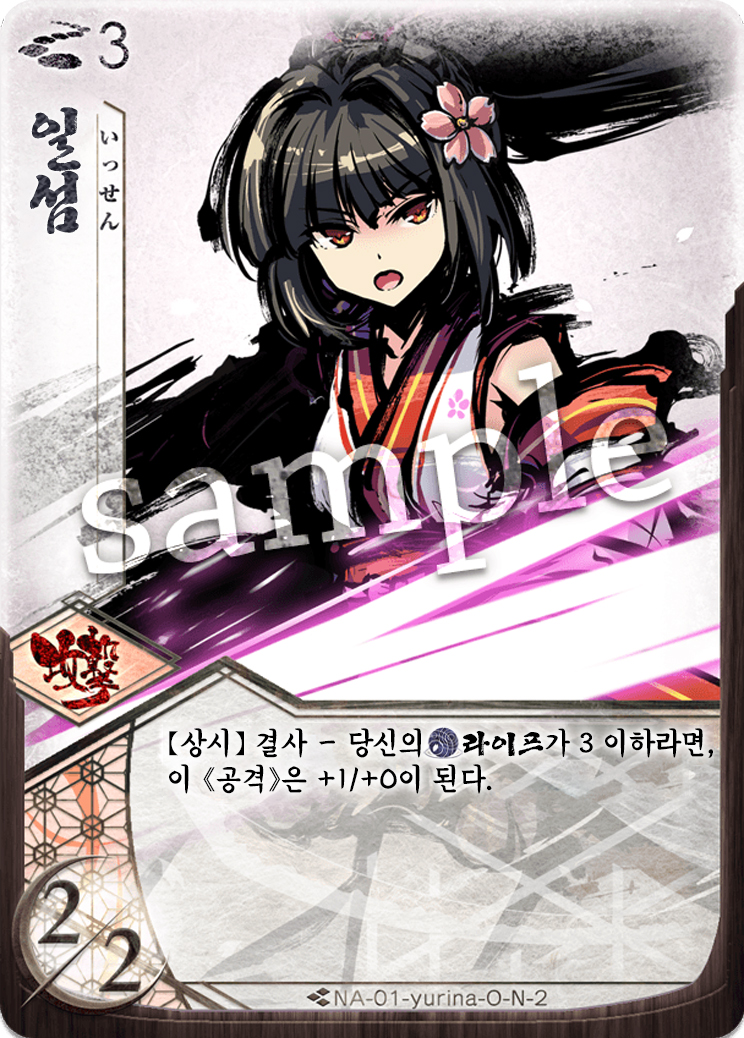 3
일섬
いっせん
sample
攻撃
【상시】 결사 - 당신의 라이프가 3 이하라면,
이 《공격》은 +1/+0이 된다.
2/2
NA-01-yurina-O-N-2